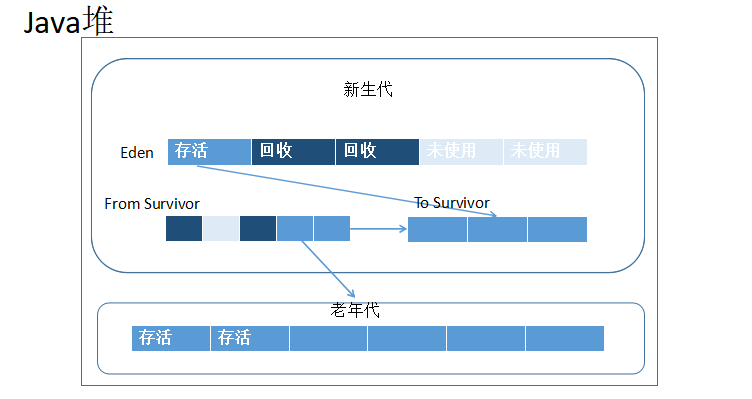 Java堆
新生代
Eden
存活
回收
回收
未使用
未使用
From Survivor
To Survivor
老年代
存活
存活